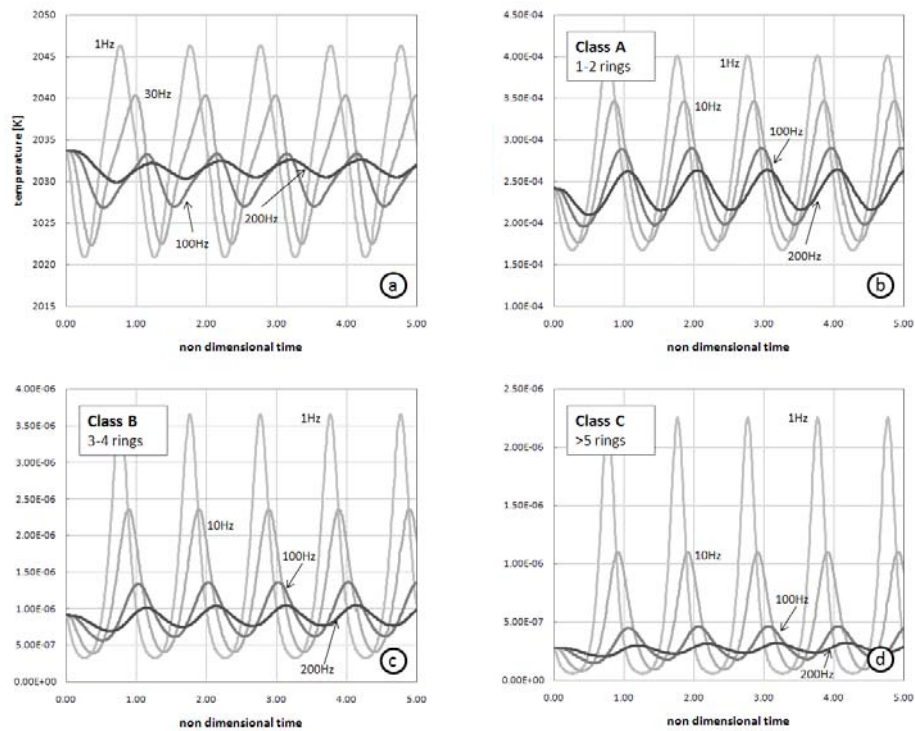 2050
2045
2040
2035
2030
2025
2020
2015
temperature [K]
1Hz
30Hz
200Hz
100Hz
a
0.00 1.00 2.00 3.00 4.00 5.00
non dimensional time
4.50E-04
4.00E-04
3.50E-04
3.00E-04
2.50E-04
2.00E-04
1.50E-04
1.00E-04
Class A
1-2 rings
1Hz
10Hz
100Hz
200Hz
b
0.00 1.00 2.00 3.00 4.00 5.00
non dimensional time
4.00E-06
3.50E-06
3.00E-06
2.50E-06
2.00E-06
1.50E-06
1.00E-06
5.00E-07
0.00E+00
Class B
3-4 rings
1Hz
10Hz
100Hz
200Hz
c
0.00 1.00 2.00 3.00 4.00 5.00
non dimensional time
2.50E-06
2.00E-06
1.50E-06
1.00E-06
5.00E-07
0.00E+00
Class C
>5 rings
1Hz
10Hz
100Hz
200Hz
d
0.00 1.00 2.00 3.00 4.00 5.00
non dimensional time